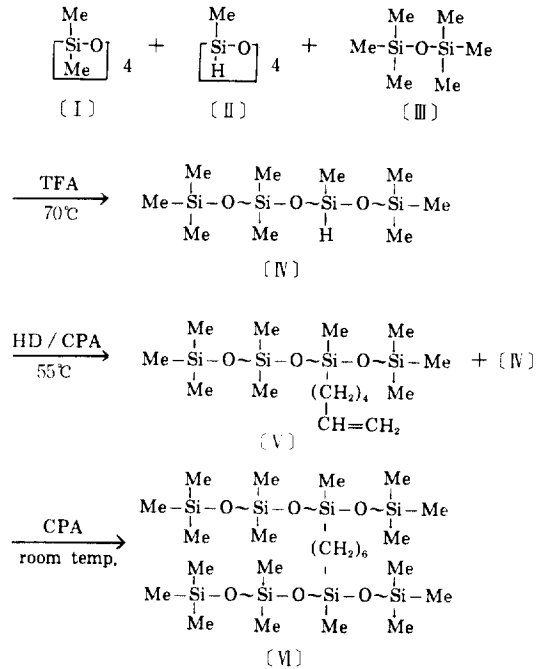 Me Me Me Me
Si–O + Si–O + Me–Si–O–Si–Me
Me 4 H 4 Me Me
〔Ⅰ〕 〔Ⅱ〕 〔Ⅲ〕
TFA Me Me Me Me
70℃ Me–Si–O~Si–O~Si–O~Si–Me
Me Me H Me
〔Ⅳ〕
HD / CPA Me Me Me Me
55℃ Me–Si–O~Si–O~Si–O~Si–Me + 〔Ⅳ〕
Me Me (CH₂)₄ Me
CH=CH₂
〔Ⅴ〕
Me Me Me Me
Me–Si–O~Si–O~Si–O~Si–Me
CPA Me Me (CH₂)₆ Me
room temp. Me Me Me
Me–Si–O~Si–O~Si–O~Si–Me
Me Me Me Me
〔Ⅵ〕